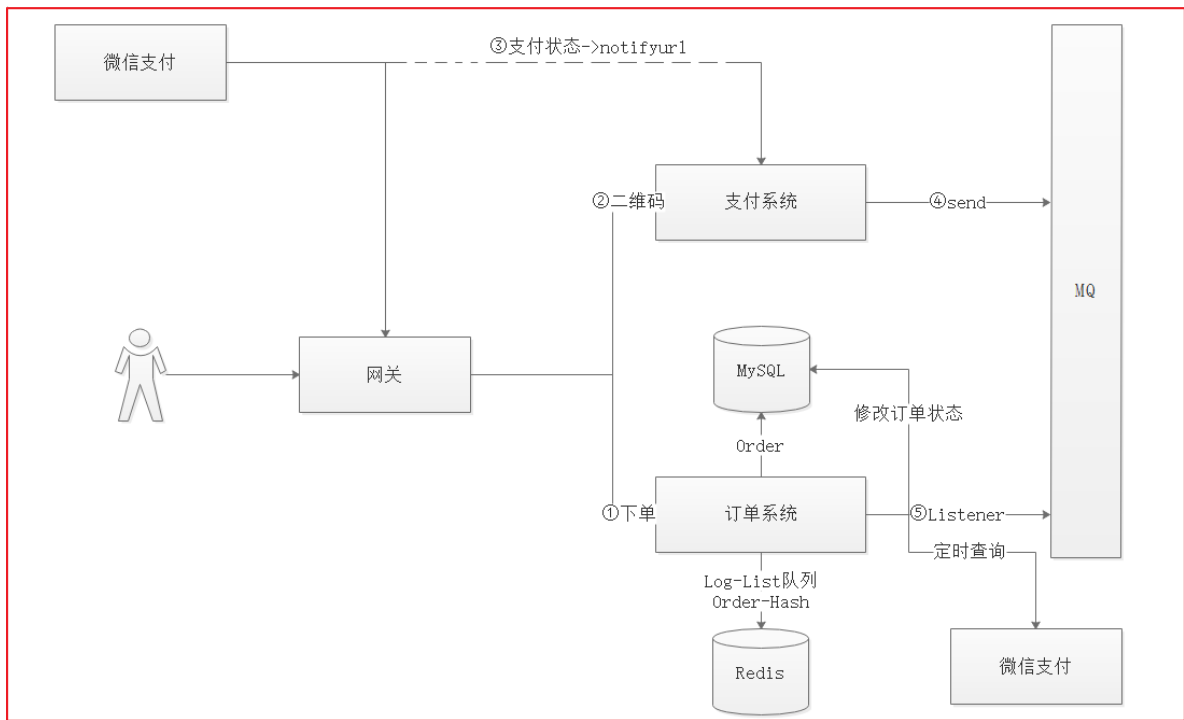 微信支付
③支付状态->notifyurl
②二维码
支付系统
④send
MQ
网关
MySQL
修改订单状态
Order
①下单
订单系统
⑤Listener
定时查询
Log-List队列
Order-Hash
Redis
微信支付